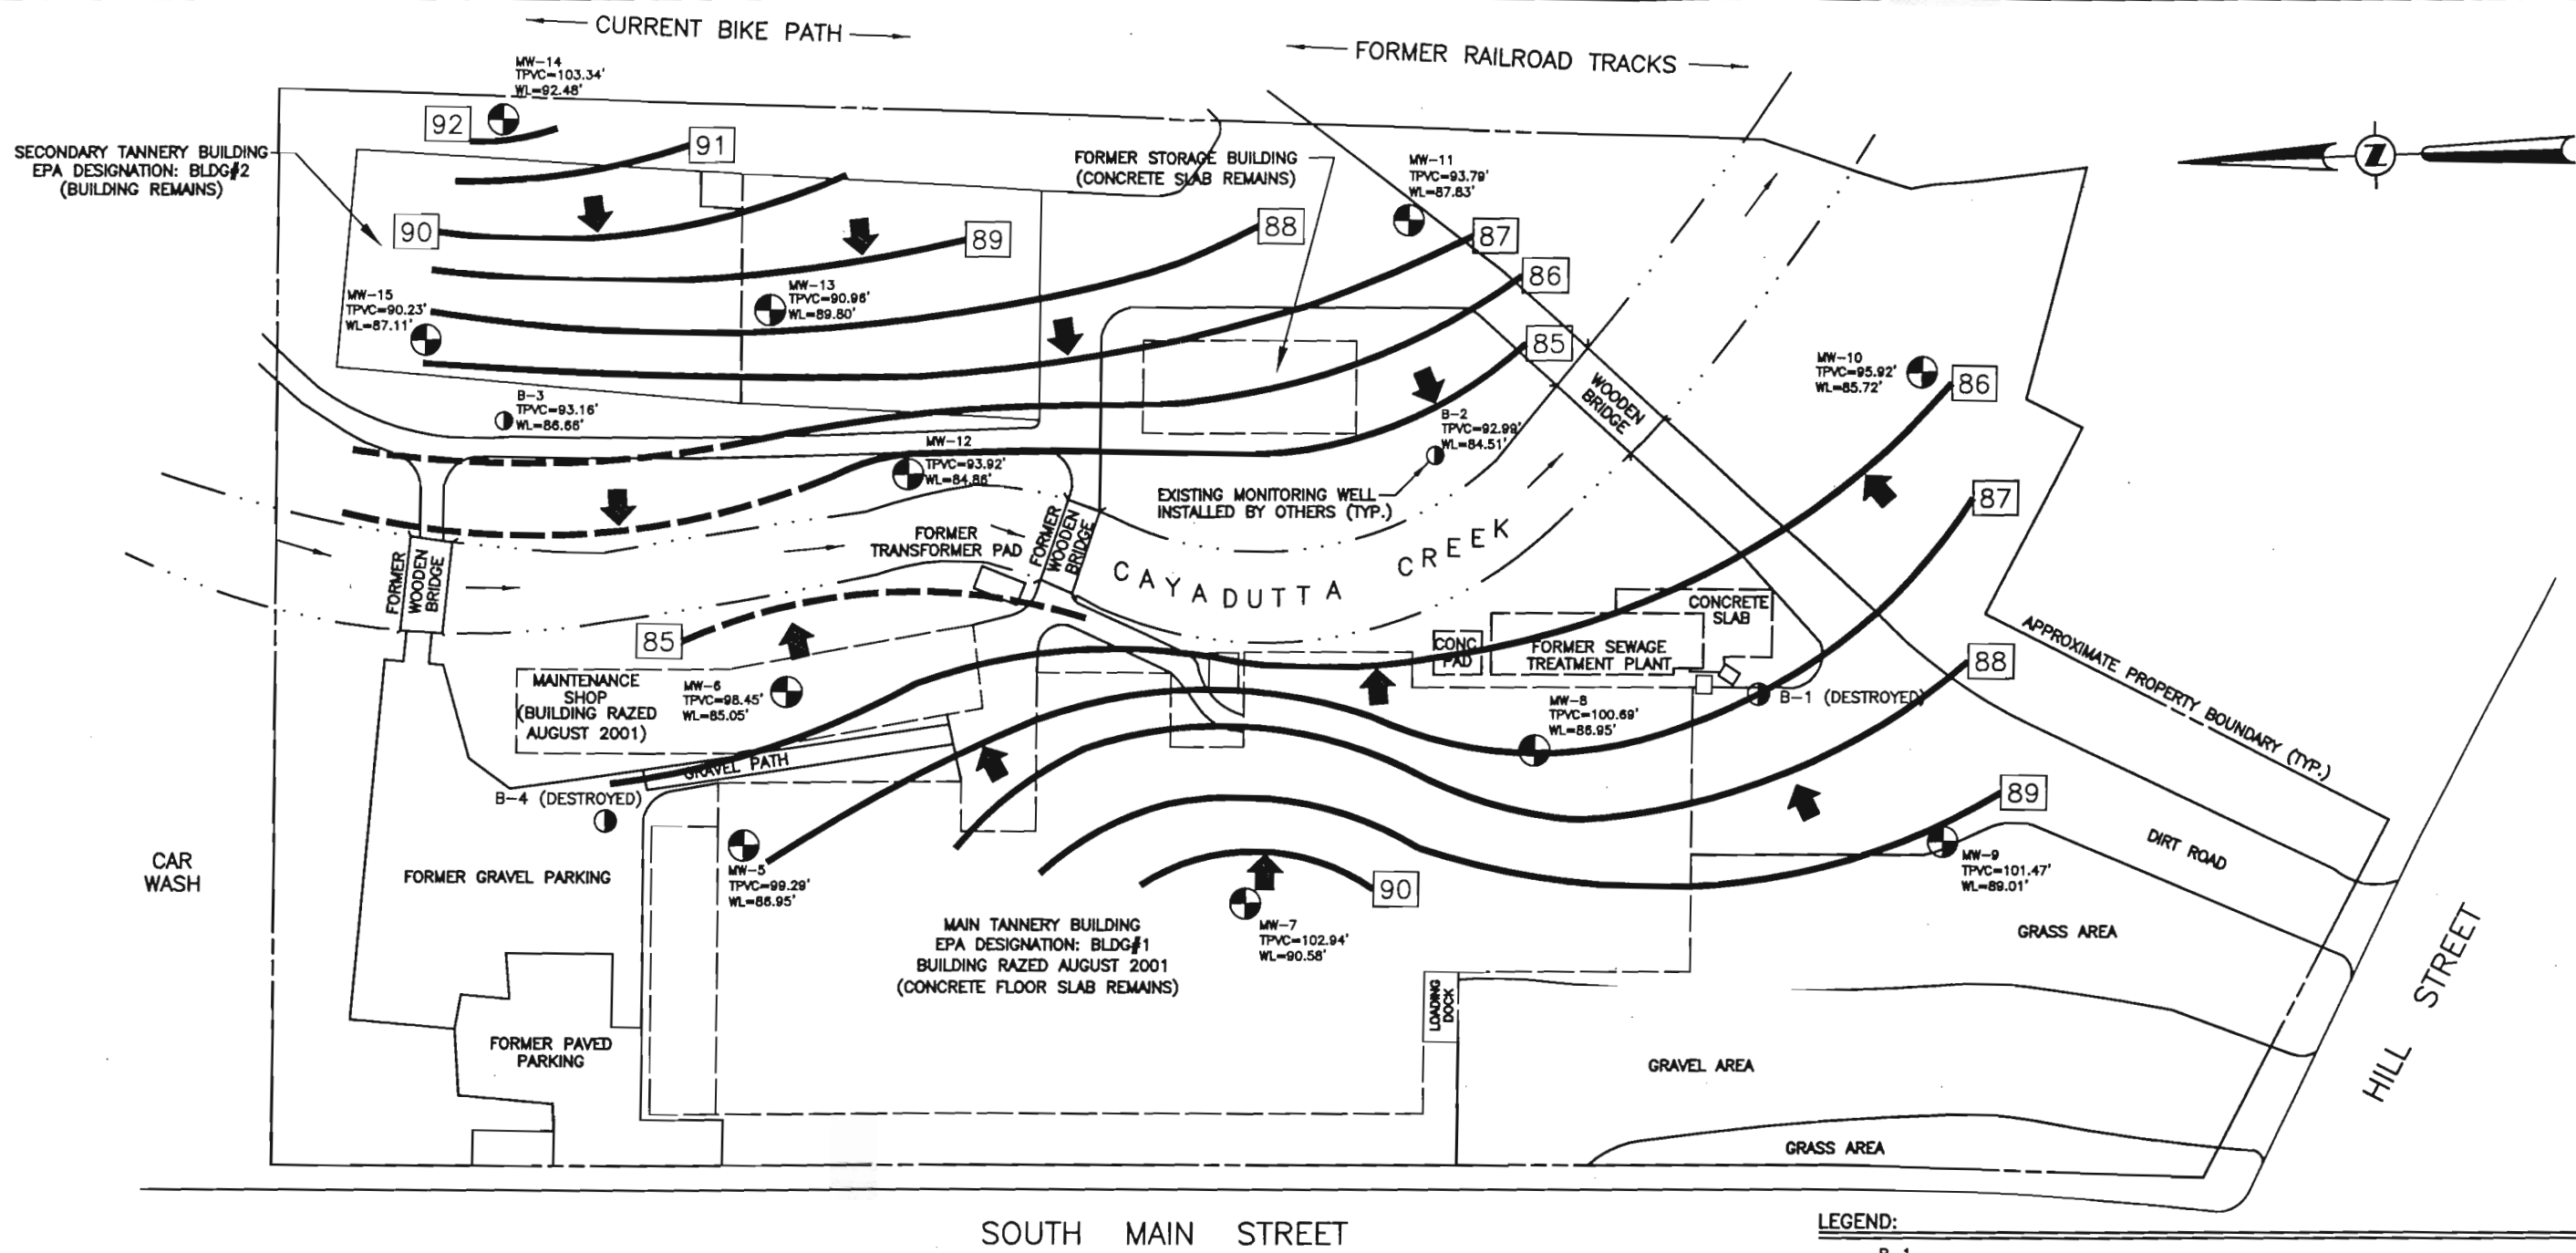 CURRENT BIKE PATH
FORMER RAILROAD TRACKS
MW-14
TPVC=103.34'
WL=92.48'
92
91
SECONDARY TANNERY BUILDING
EPA DESIGNATION: BLDG#2
(BUILDING REMAINS)
FORMER STORAGE BUILDING
(CONCRETE SLAB REMAINS)
MW-11
TPVC=93.79'
WL=87.83'
Z
90
89
88
87
86
85
MW-15
TPVC=90.23'
WL=87.11'
MW-13
TPVC=90.96'
WL=89.80'
B-3
TPVC=93.16'
WL=86.66'
MW-12
TPVC=93.92'
WL=84.86'
B-2
TPVC=92.99'
WL=84.51'
WOODEN
BRIDGE
MW-10
TPVC=95.92'
WL=85.72'
86
87
EXISTING MONITORING WELL
INSTALLED BY OTHERS (TYP.)
FORMER
TRANSFORMER PAD
FORMER
WOODEN
BRIDGE
FORMER
WOODEN
BRIDGE
CAYADUTTA CREEK
85
CONCRETE
SLAB
CONC
PAD
FORMER SEWAGE
TREATMENT PLANT
88
APPROXIMATE PROPERTY BOUNDARY (TYP.)
MAINTENANCE
SHOP
(BUILDING RAZED
AUGUST 2001)
MW-6
TPVC=98.45'
WL=85.05'
B-1 (DESTROYED)
MW-8
TPVC=100.69'
WL=86.95'
GRAVEL PATH
B-4 (DESTROYED)
89
CAR
WASH
FORMER GRAVEL PARKING
MW-5
TPVC=99.29'
WL=86.95'
90
MW-9
TPVC=101.47'
WL=89.01'
DIRT ROAD
MW-7
TPVC=102.94'
WL=90.58'
MAIN TANNERY BUILDING
EPA DESIGNATION: BLDG#1
BUILDING RAZED AUGUST 2001
(CONCRETE FLOOR SLAB REMAINS)
GRASS AREA
LOADING
DOCK
FORMER PAVED
PARKING
GRAVEL AREA
HILL STREET
GRASS AREA
SOUTH MAIN STREET
LEGEND:
B-1